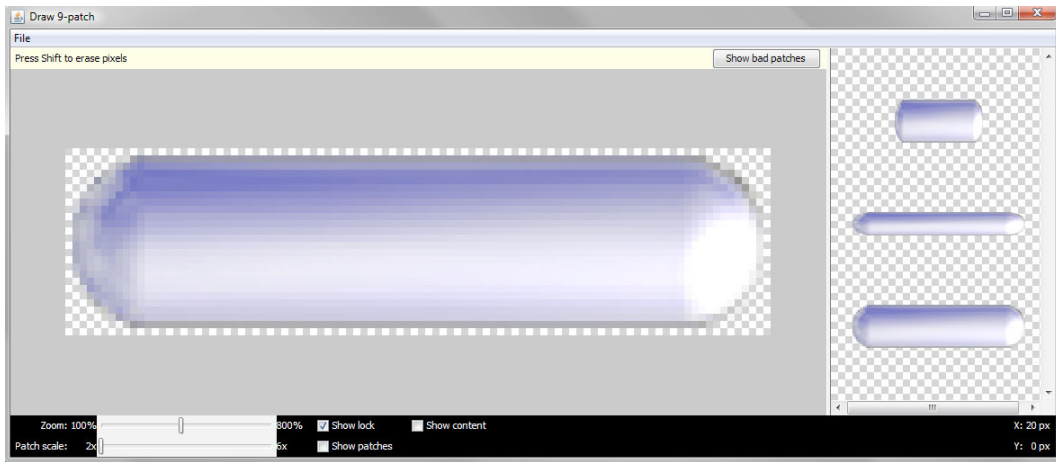 Draw 9-patch
File
Press Shift to erase pixels
Show bad patches
Zoom: 100%
800%
Show lock
Show content
X: 20 px
Patch scale: 2x
6x
Show patches
Y: 0 px